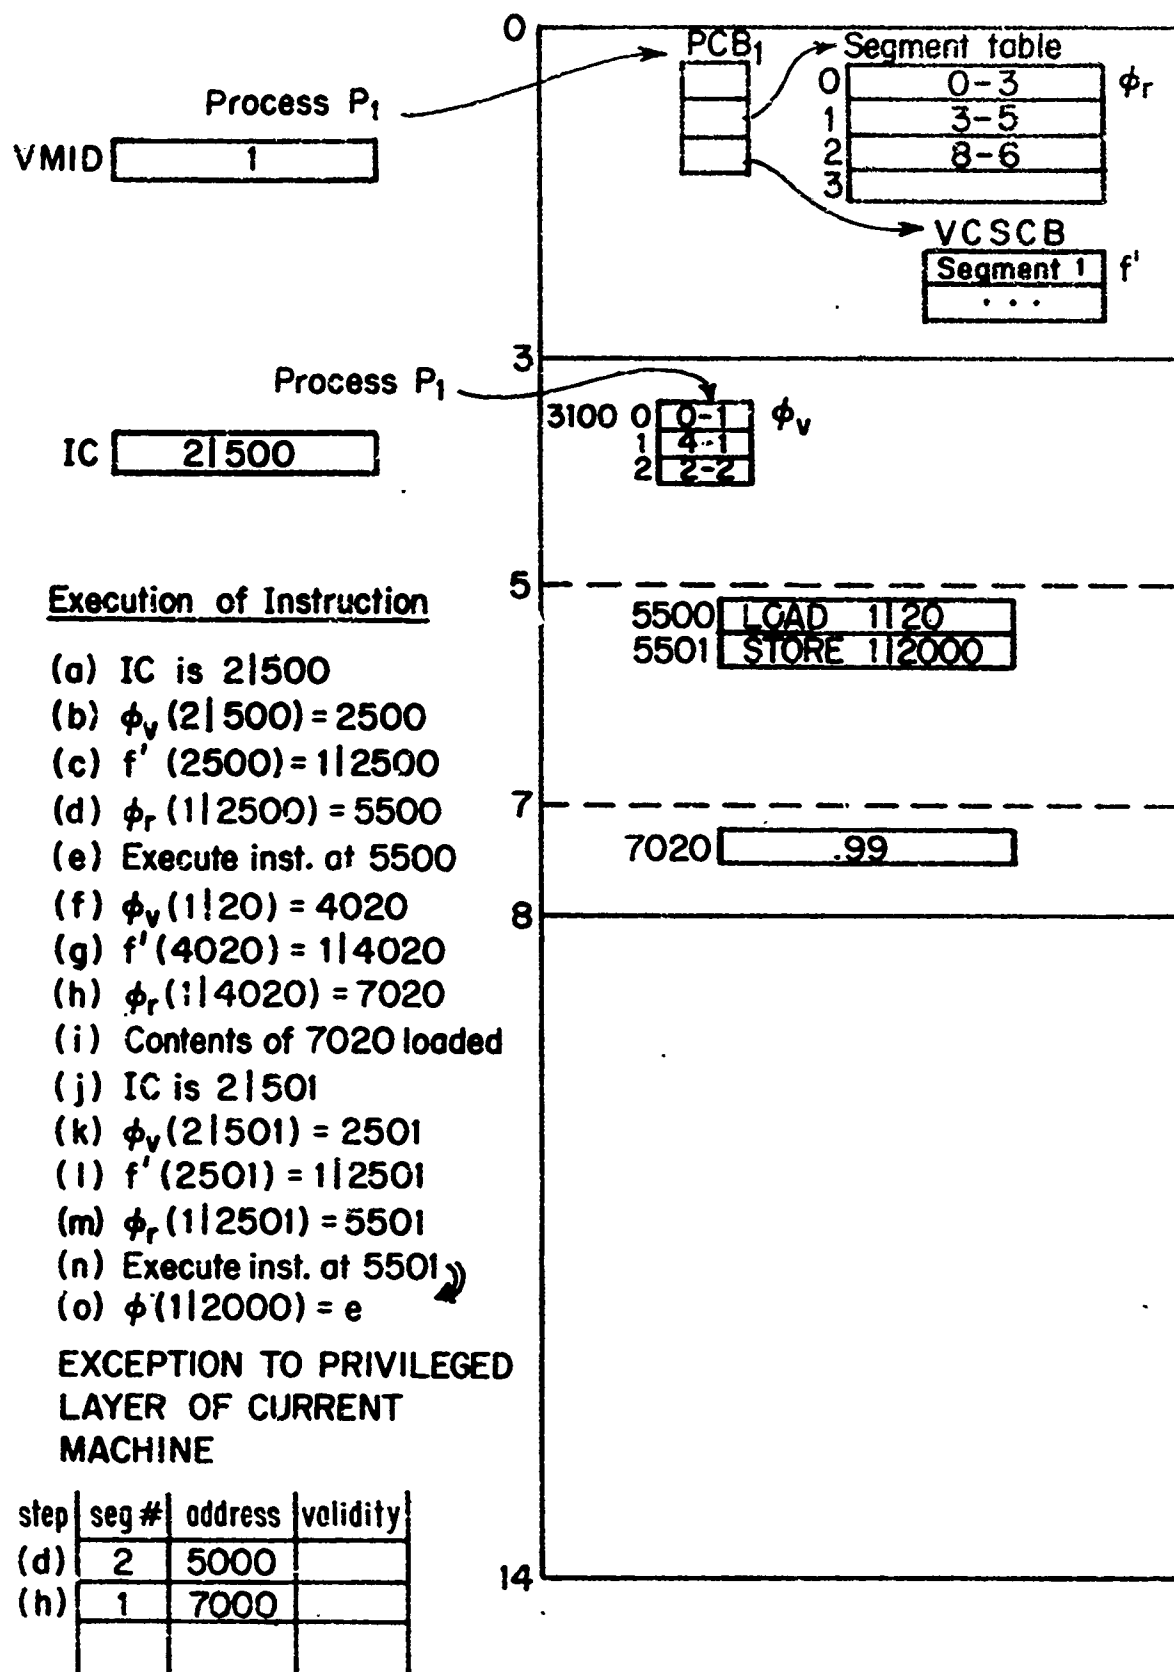 0
PCB₁
Segment table
0 0-3 ϕr
1 3-5
2 8-6
3
Process P₁
VMID 1
VCSCB
Segment 1 f'
...
3
Process P₁
3100 0 0-1 ϕv
1 4-1
2 2-2
IC 2|500
5
5500 LOAD 1|20
5501 STORE 1|2000
7
7020 .99
8
14
Execution of Instruction
(a) IC is 2|500
(b) ϕv(2|500) = 2500
(c) f' (2500) = 1|2500
(d) ϕr (1|2500) = 5500
(e) Execute inst. at 5500
(f) ϕv(1|20) = 4020
(g) f'(4020) = 1|4020
(h) ϕr(1|4020) = 7020
(i) Contents of 7020 loaded
(j) IC is 2|501
(k) ϕv(2|501) = 2501
(l) f'(2501) = 1|2501
(m) ϕr(1|2501) = 5501
(n) Execute inst. at 5501
(o) ϕ(1|2000) = e
EXCEPTION TO PRIVILEGED
LAYER OF CURRENT
MACHINE
step seg # address validity
(d) 2 5000
(h) 1 7000